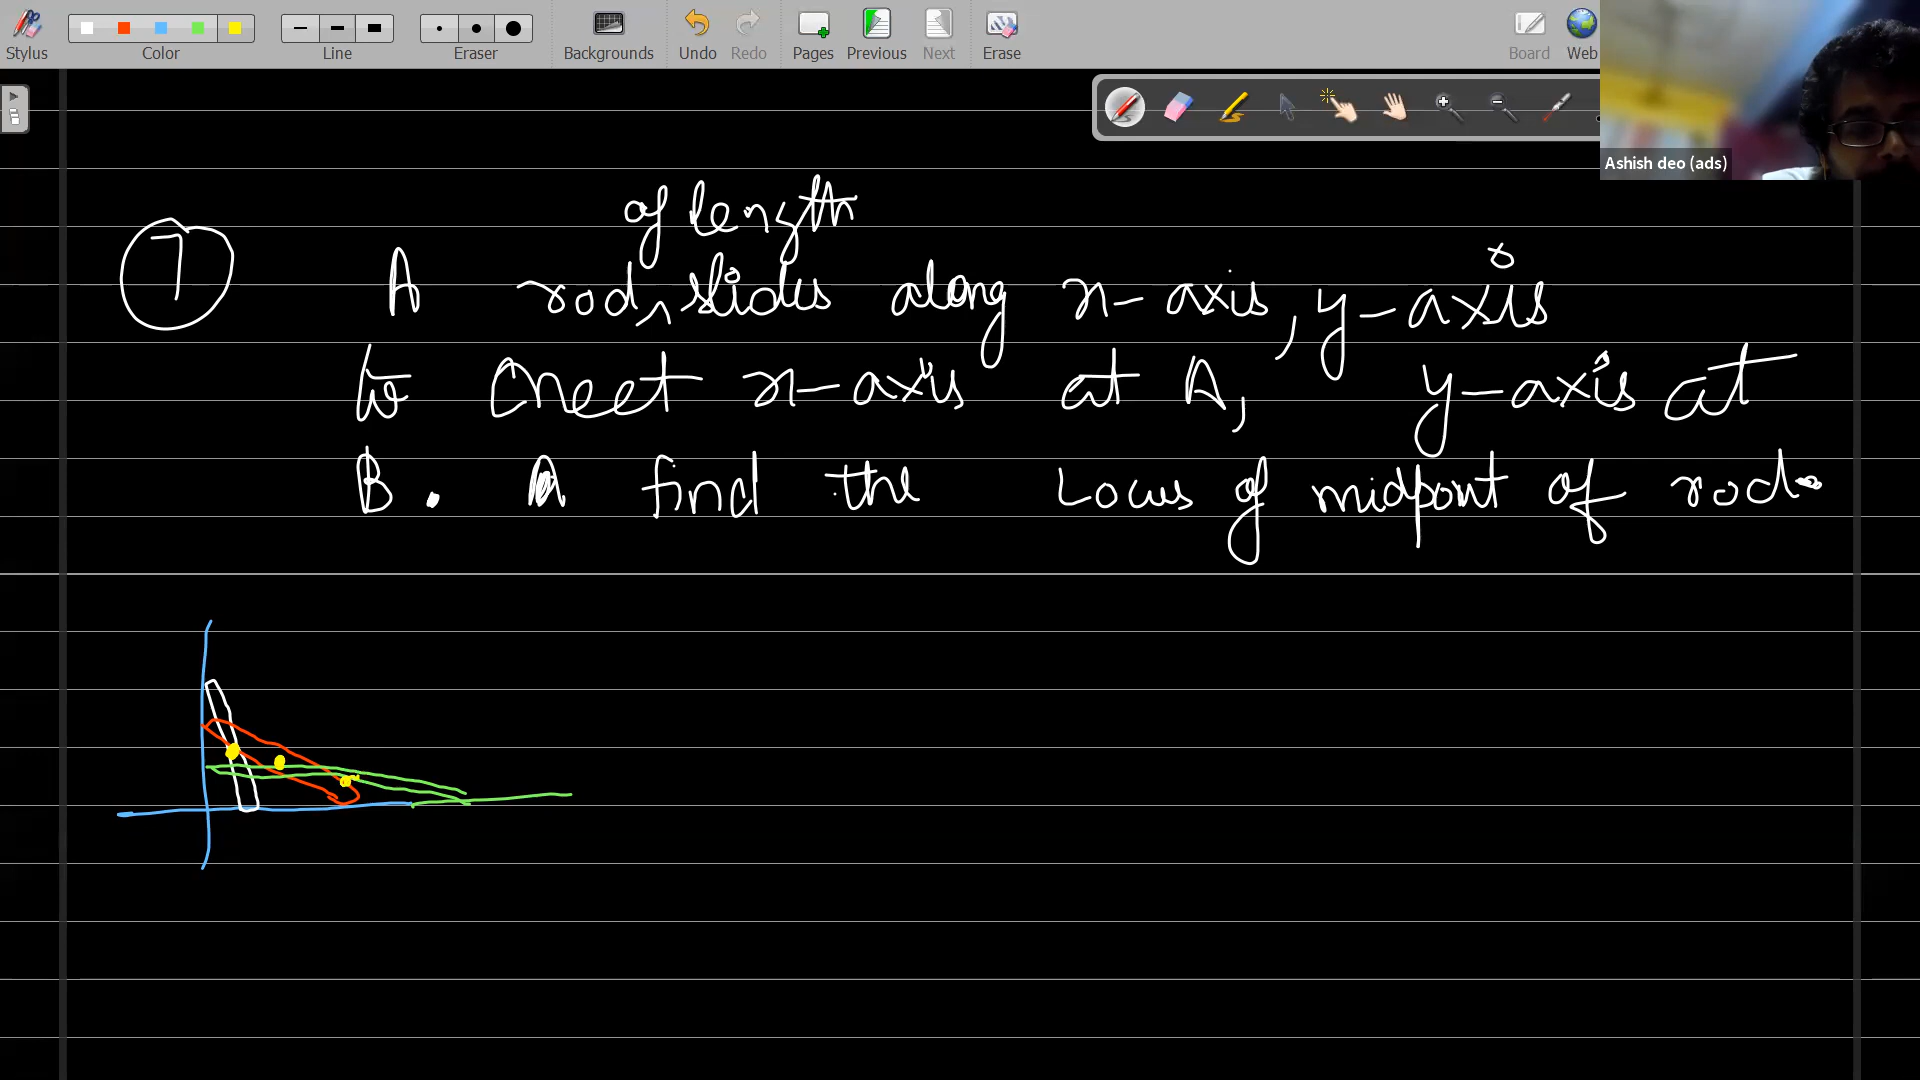 Stylus
Color
Line
Eraser
Backgrounds
Undo
Redo
Pages
Previous
Next
Erase
Board
Web
Ashish deo (ads)
of length
7 A rod, slides along x-axis, y-axis
to meet x-axis at A, y-axis at
B. find the Locus of midpont of rod.